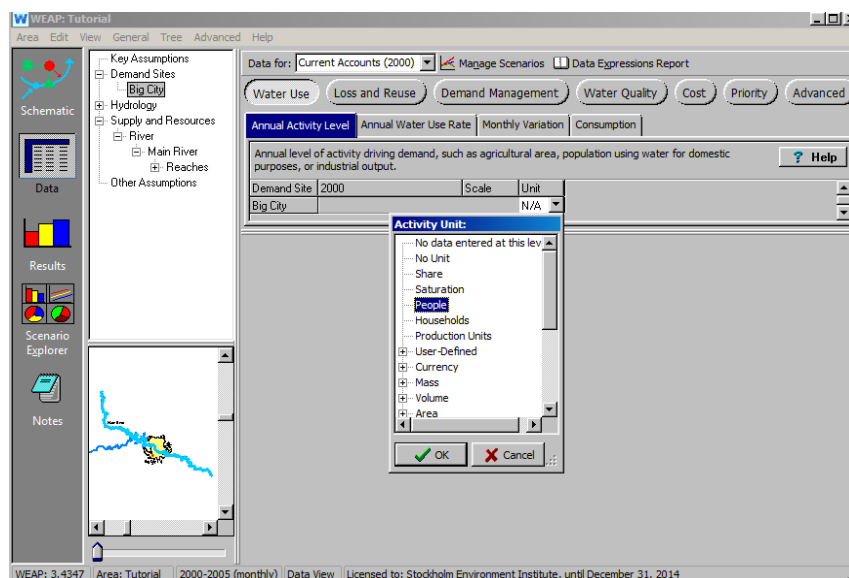 WEAP: Tutorial
Area Edit View General Tree Advanced Help
Schematic
Data
Results
Scenario
Explorer
Notes
Key Assumptions
Demand Sites
Big City
Hydrology
Supply and Resources
River
Main River
Reaches
Other Assumptions
Data for: Current Accounts (2000) Manage Scenarios Data Expressions Report
Water Use Loss and Reuse Demand Management Water Quality Cost Priority Advanced
Annual Activity Level Annual Water Use Rate Monthly Variation Consumption
Annual level of activity driving demand, such as agricultural area, population using water for domestic
purposes, or industrial output.
? Help
Demand Site 2000 Scale Unit
Big City N/A
Activity Unit:
No data entered at this lev
No Unit
Share
Saturation
People
Households
Production Units
User-Defined
Currency
Mass
Volume
Area
OK Cancel
WEAP: 3.4347 Area: Tutorial 2000-2005 (monthly) Data View Licensed to: Stockholm Environment Institute, until December 31, 2014